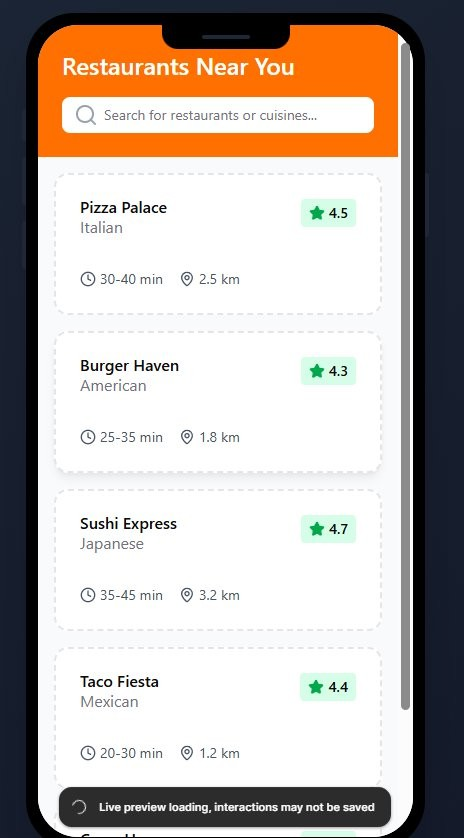 Restaurants Near You
Search for restaurants or cuisines...
Pizza Palace
4.5
Italian
30-40 min 2.5 km
Burger Haven
4.3
American
25-35 min 1.8 km
Sushi Express
4.7
Japanese
35-45 min 3.2 km
Taco Fiesta
4.4
Mexican
20-30 min 1.2 km
Live preview loading, interactions may not be saved